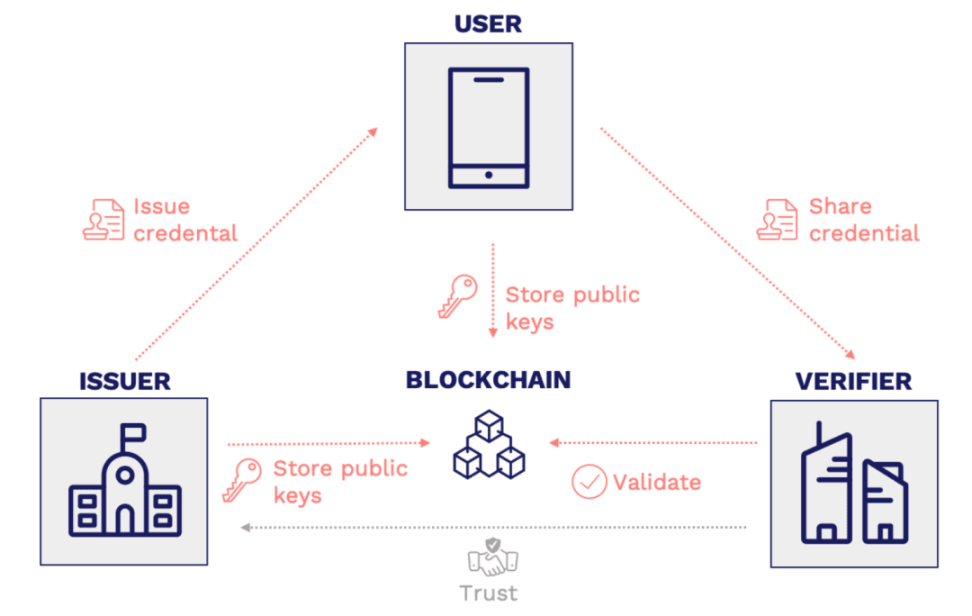 USER
Issue
credental
Share
credential
Store public
keys
ISSUER
BLOCKCHAIN
VERIFIER
Store public
keys
Validate
Trust